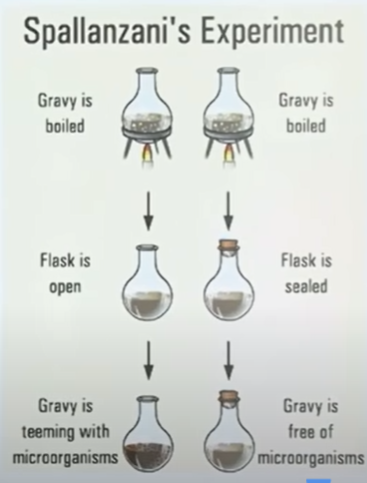 Spallanzani's Experiment
Gravy is
boiled
Gravy is
boiled
Flask is
open
Flask is
sealed
Gravy is
teeming with
microorganisms
Gravy is
free of
microorganisms